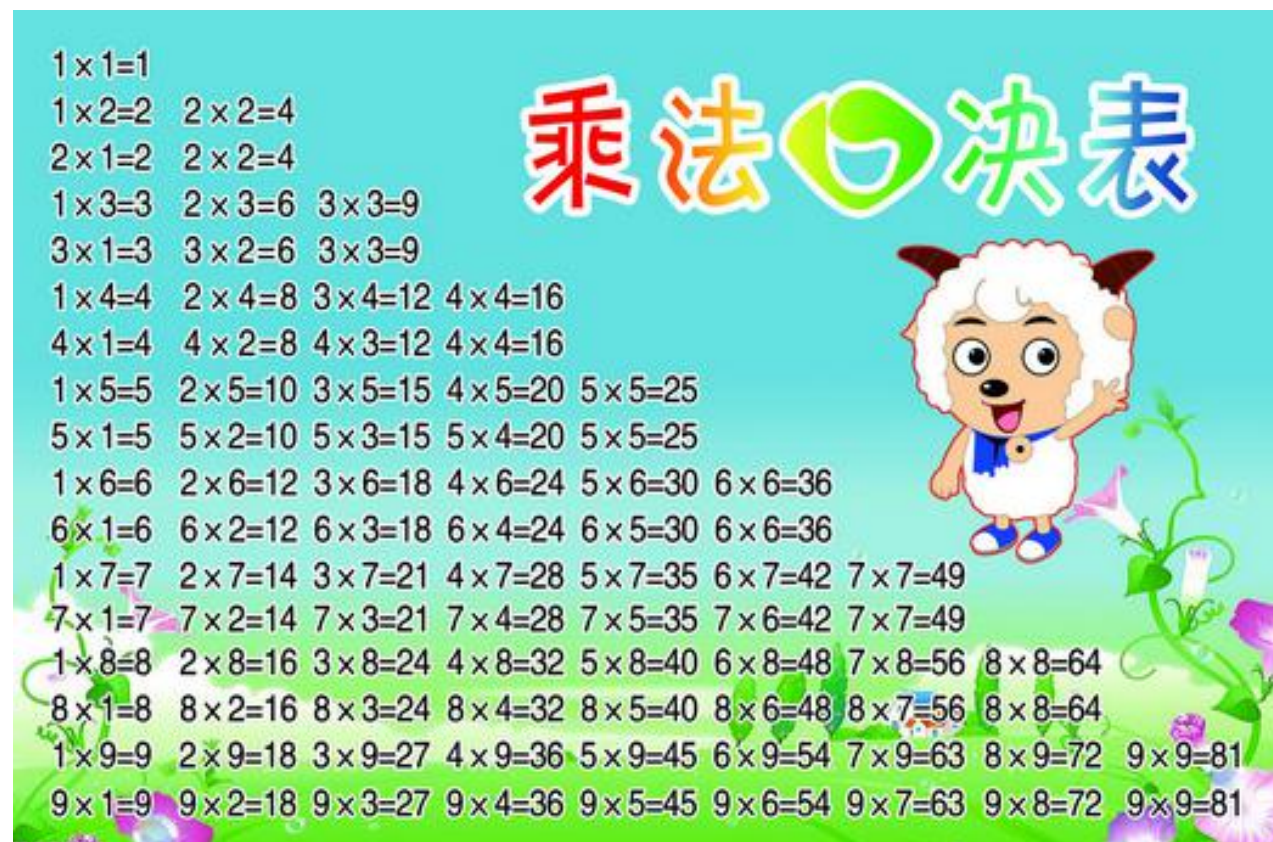 乘法口决表
1×1=1
1×2=2 2×2=4
2×1=2 2×2=4
1×3=3 2×3=6 3×3=9
3×1=3 3×2=6 3×3=9
1×4=4 2×4=8 3×4=12 4×4=16
4×1=4 4×2=8 4×3=12 4×4=16
1×5=5 2×5=10 3×5=15 4×5=20 5×5=25
5×1=5 5×2=10 5×3=15 5×4=20 5×5=25
1×6=6 2×6=12 3×6=18 4×6=24 5×6=30 6×6=36
6×1=6 6×2=12 6×3=18 6×4=24 6×5=30 6×6=36
1×7=7 2×7=14 3×7=21 4×7=28 5×7=35 6×7=42 7×7=49
7×1=7 7×2=14 7×3=21 7×4=28 7×5=35 7×6=42 7×7=49
1×8=8 2×8=16 3×8=24 4×8=32 5×8=40 6×8=48 7×8=56 8×8=64
8×1=8 8×2=16 8×3=24 8×4=32 8×5=40 8×6=48 8×7=56 8×8=64
1×9=9 2×9=18 3×9=27 4×9=36 5×9=45 6×9=54 7×9=63 8×9=72 9×9=81
9×1=9 9×2=18 9×3=27 9×4=36 9×5=45 9×6=54 9×7=63 9×8=72 9×9=81